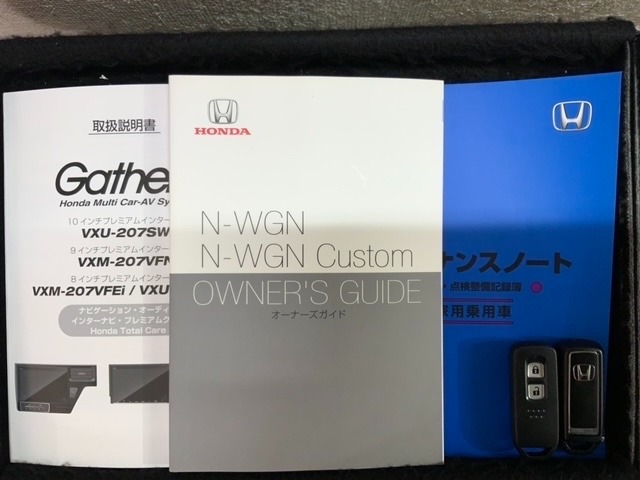 取扱説明書
Gathe
Honda Multi Car-AV Sy
10インチプレミアムインター
VXU-207SW
9インチプレミアムインター
VXM-207VFN
8インチプレミアムインター
VXM-207VFEi / VXU
ナビゲーション・オーディ
インターナビ・プレミアムク
Honda Total Care
HONDA
N-WGN
N-WGN Custom
OWNER'S GUIDE
オーナーズガイド
ナンスノート
・点検整備記録簿
家用乗用車